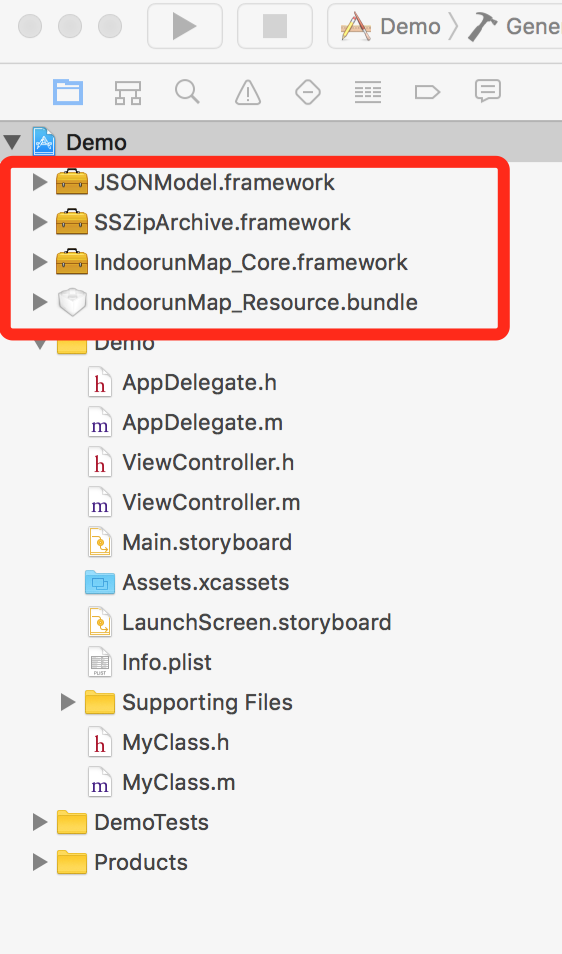 Demo Gene
Demo
JSONModel.framework
SSZipArchive.framework
IndoorunMap_Core.framework
IndoorunMap_Resource.bundle
Demo
h AppDelegate.h
m AppDelegate.m
h ViewController.h
m ViewController.m
Main.storyboard
Assets.xcassets
LaunchScreen.storyboard
PLIST Info.plist
Supporting Files
h MyClass.h
m MyClass.m
DemoTests
Products